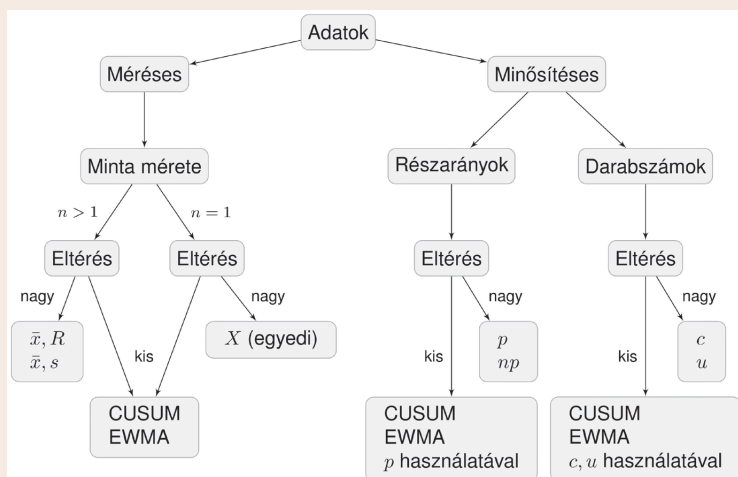 Adatok
Méréses
Minősítéses
Minta mérete
Részarányok
Darabszámok
n > 1
n = 1
Eltérés
Eltérés
Eltérés
Eltérés
nagy
nagy
nagy
nagy
x̄, R
x̄, s
X (egyedi)
p
np
c
u
kis
kis
kis
CUSUM
EWMA
CUSUM
EWMA
p használatával
CUSUM
EWMA
c, u használatával